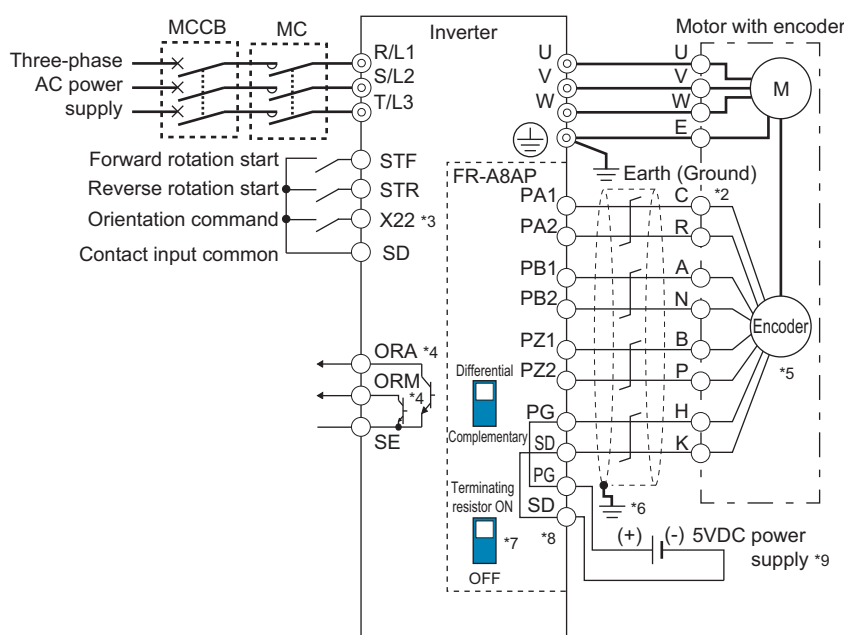 MCCB
MC
Inverter
Motor with encoder
Three-phase
AC power
supply
R/L1
S/L2
T/L3
U
V
W
U
V
W
E
M
Forward rotation start
Reverse rotation start
Orientation command
Contact input common
STF
STR
X22 *3
SD
FR-A8AP
Earth (Ground)
*2
PA1
PA2
PB1
PB2
PZ1
PZ2
PG
SD
PG
SD
C
R
A
N
B
P
H
K
Encoder
*5
ORA *4
ORM
*4
SE
Differential
Complementary
Terminating
resistor ON
*7
OFF
*8
*6
(+)
(-)
5VDC power
supply *9